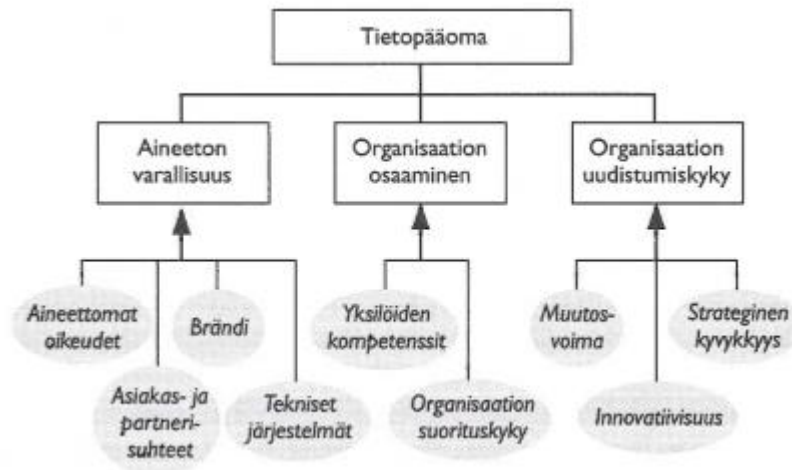 Tietopääoma
Aineeton
varallisuus
Organisaation
osaaminen
Organisaation
uudistumiskyky
Aineettomat
oikeudet
Brändi
Yksilöiden
kompetenssit
Muutos-
voima
Strateginen
kyvykkyys
Asiakas- ja
partneri-
suhteet
Tekniset
järjestelmät
Organisaation
suorituskyky
Innovatiivisuus